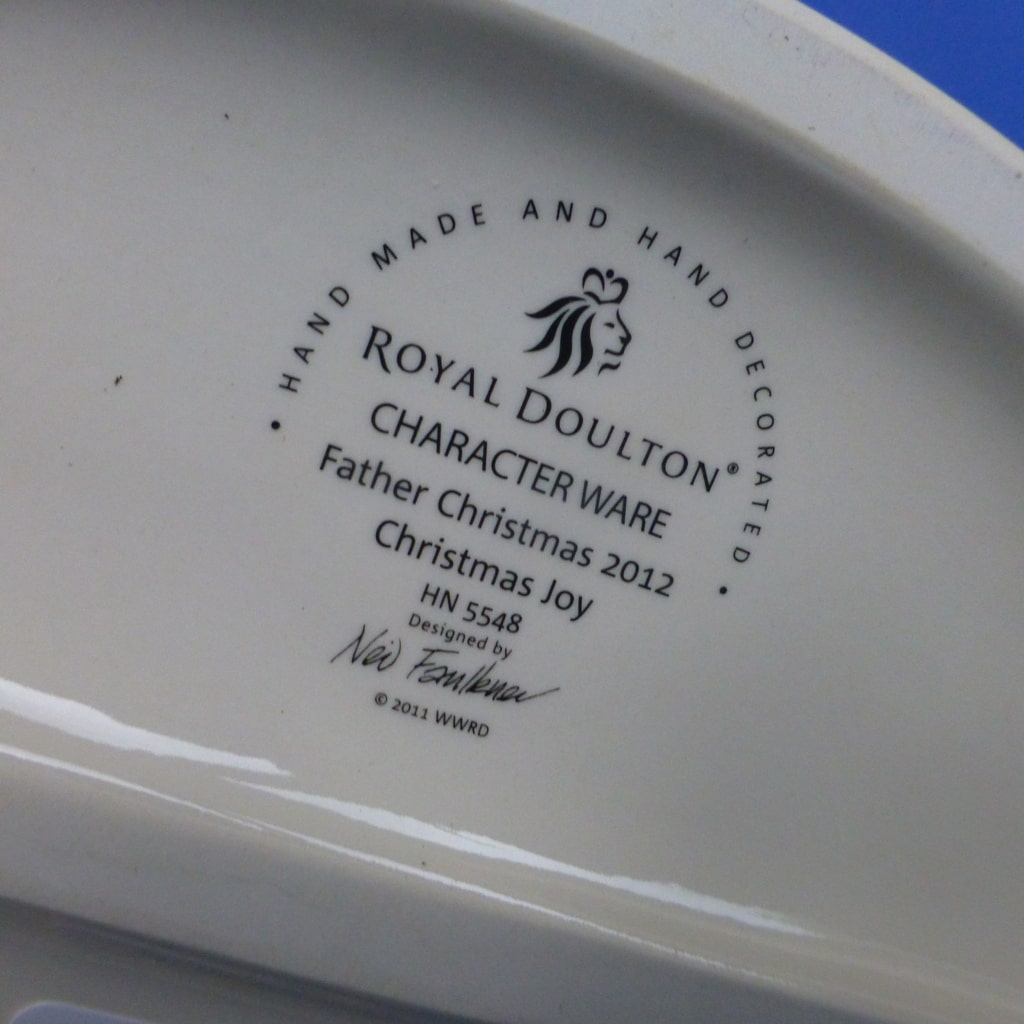 • HAND MADE AND HAND DECORATED •
ROYAL DOULTON®
CHARACTER WARE
Father Christmas 2012
Christmas Joy
HN 5548
Designed by
Neil Faulkner
© 2011 WWRD